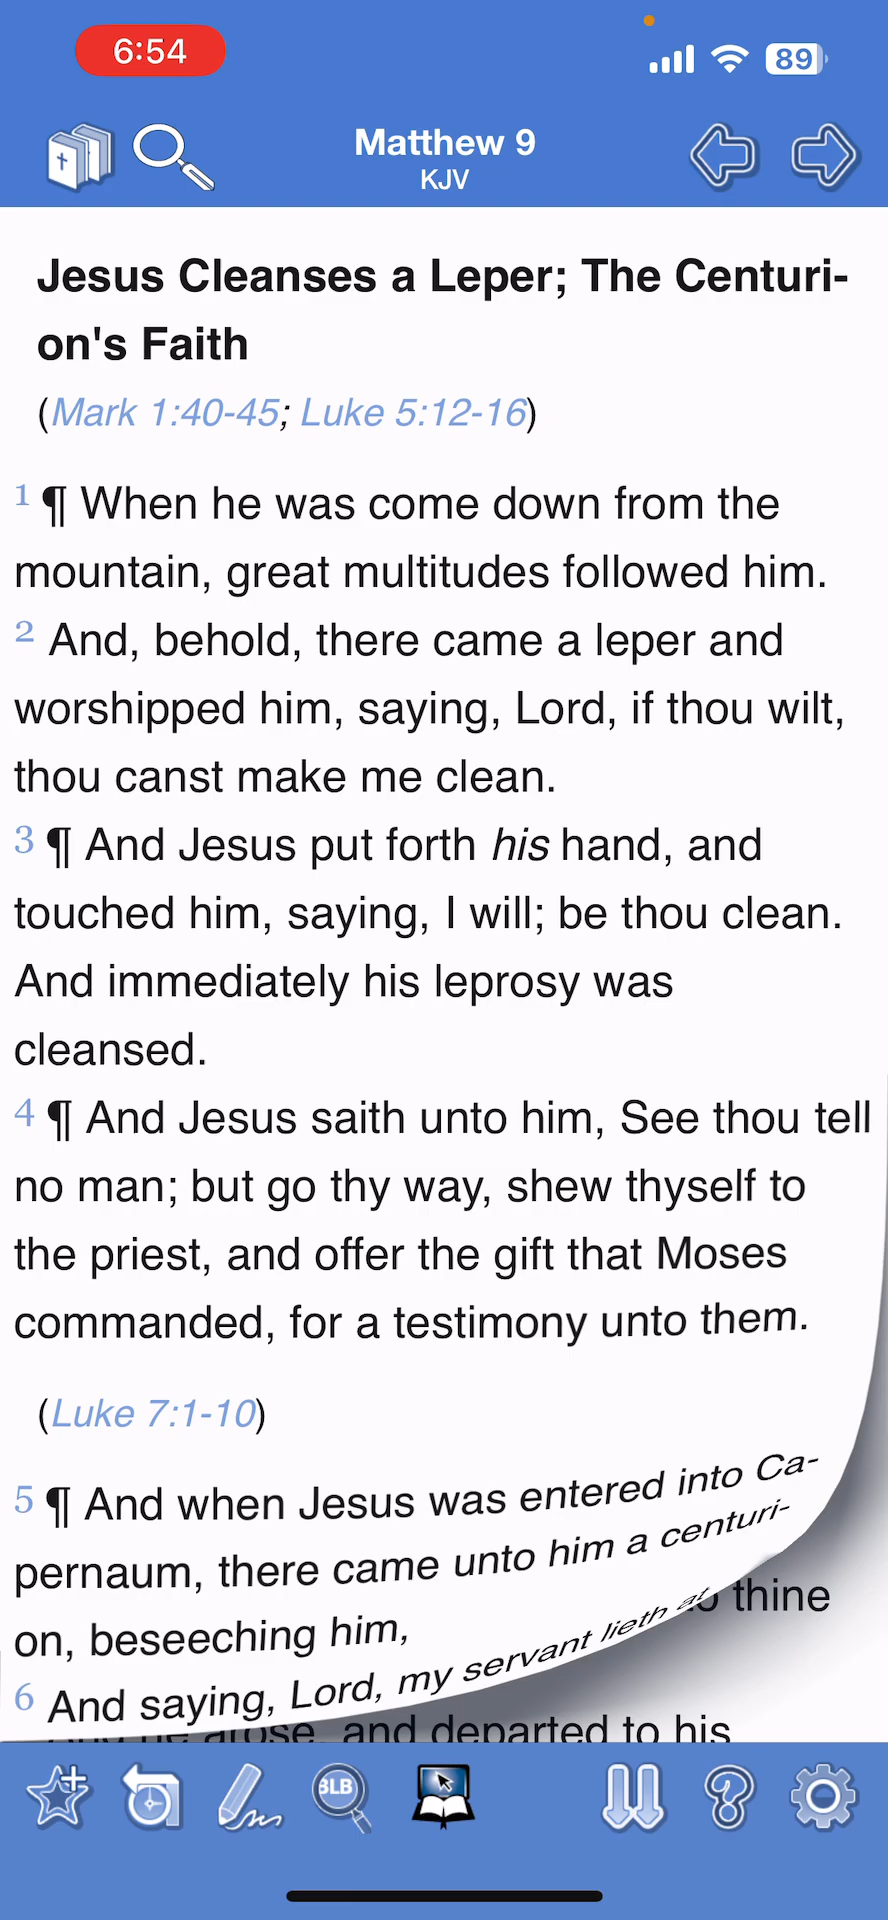 6:54
89
Matthew 9
KJV
Jesus Cleanses a Leper; The Centuri-
on's Faith
(Mark 1:40-45; Luke 5:12-16)
1 ¶ When he was come down from the
mountain, great multitudes followed him.
2 And, behold, there came a leper and
worshipped him, saying, Lord, if thou wilt,
thou canst make me clean.
3 ¶ And Jesus put forth his hand, and
touched him, saying, I will; be thou clean.
And immediately his leprosy was
cleansed.
4 ¶ And Jesus saith unto him, See thou tell
no man; but go thy way, shew thyself to
the priest, and offer the gift that Moses
commanded, for a testimony unto them.
(Luke 7:1-10)
5 ¶ And when Jesus was entered into Ca-
pernaum, there came unto him a centuri-
on, beseeching him,
thine
6 And saying, Lord, my servant lieth at
arose, and departed to his
BLB